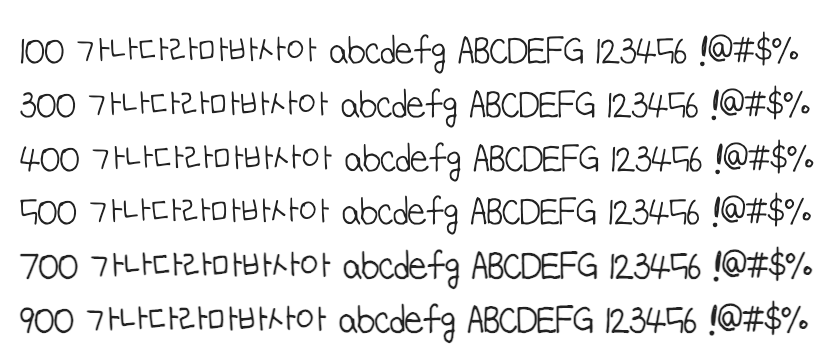 100 가나다라마바사아 abcdefg ABCDEFG 123456 !@#$%
300 가나다라마바사아 abcdefg ABCDEFG 123456 !@#$%
400 가나다라마바사아 abcdefg ABCDEFG 123456 !@#$%
500 가나다라마바사아 abcdefg ABCDEFG 123456 !@#$%
700 가나다라마바사아 abcdefg ABCDEFG 123456 !@#$%
900 가나다라마바사아 abcdefg ABCDEFG 123456 !@#$%